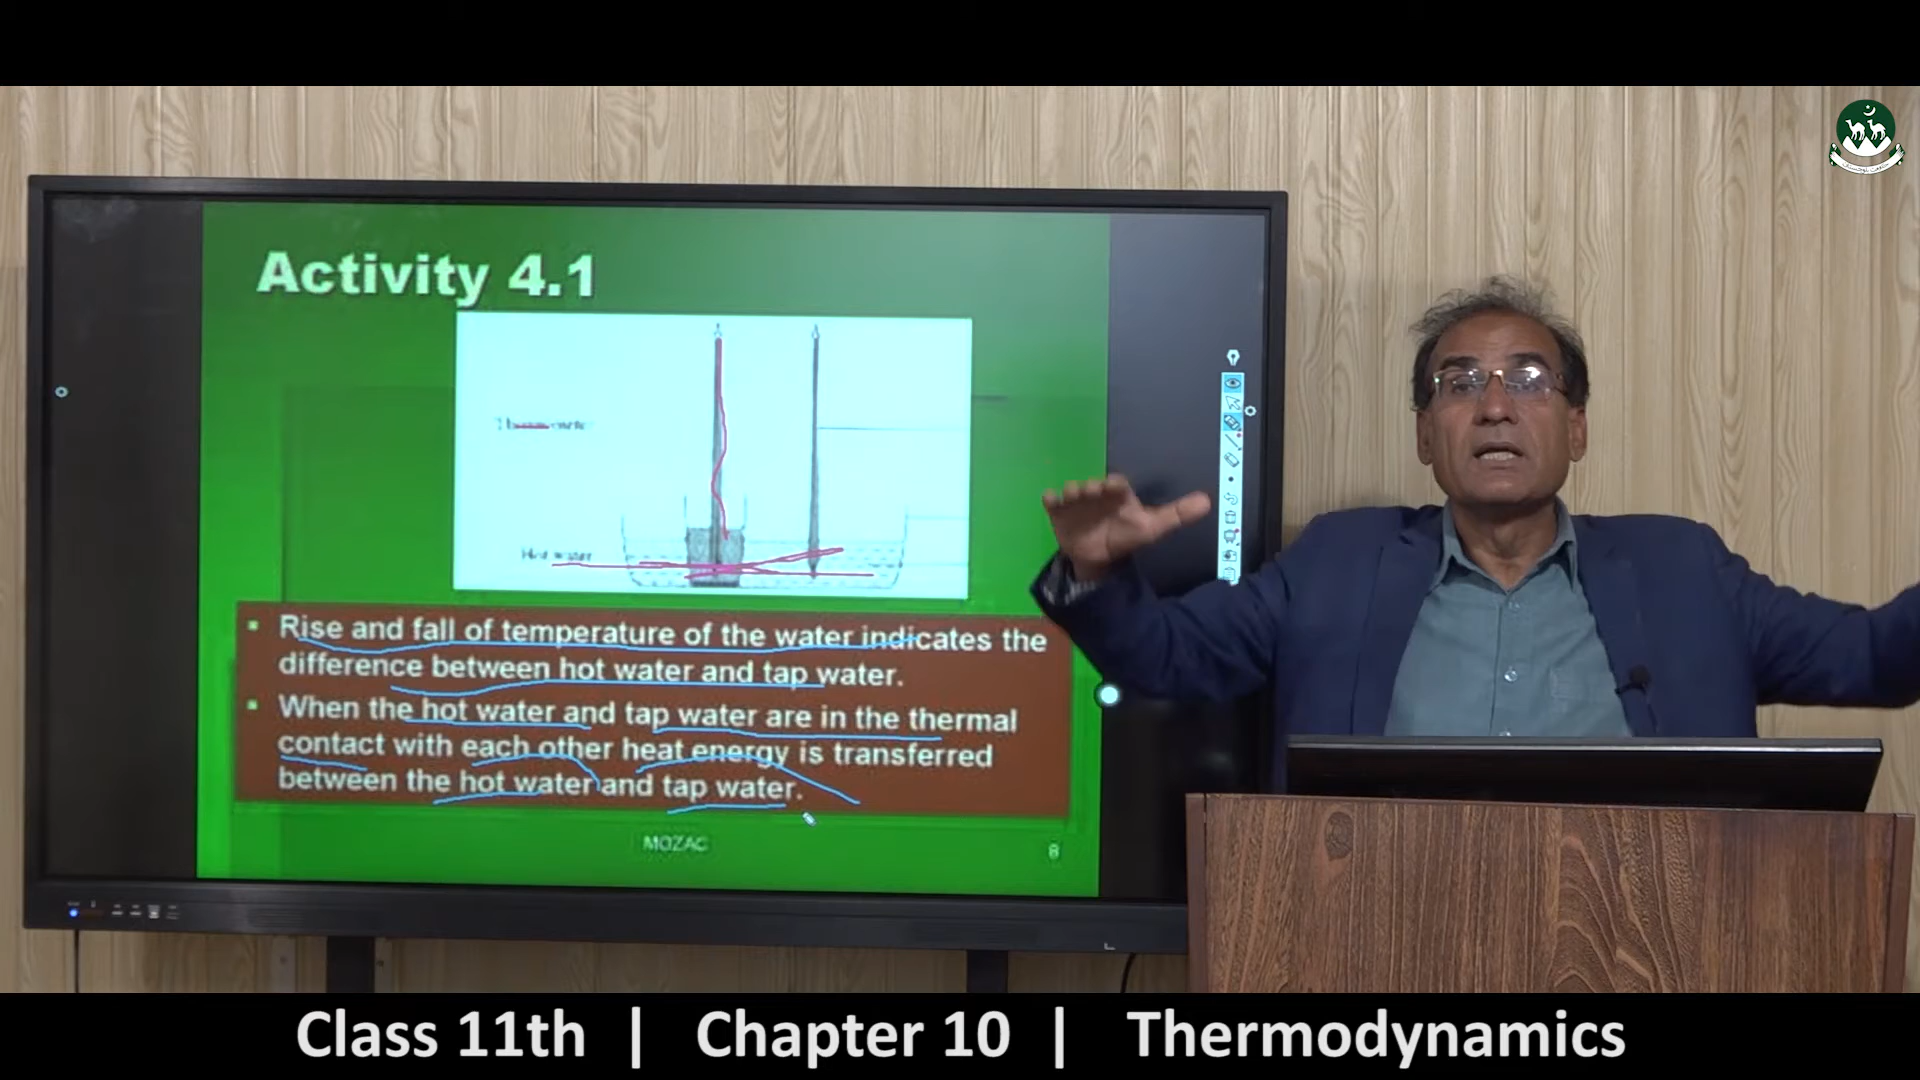 Activity 4.1
Hot water
Rise and fall of temperature of the water indicates the
difference between hot water and tap water.
When the hot water and tap water are in the thermal
contact with each other heat energy is transferred
between the hot water and tap water.
MOZAC
8
Class 11th | Chapter 10 | Thermodynamics